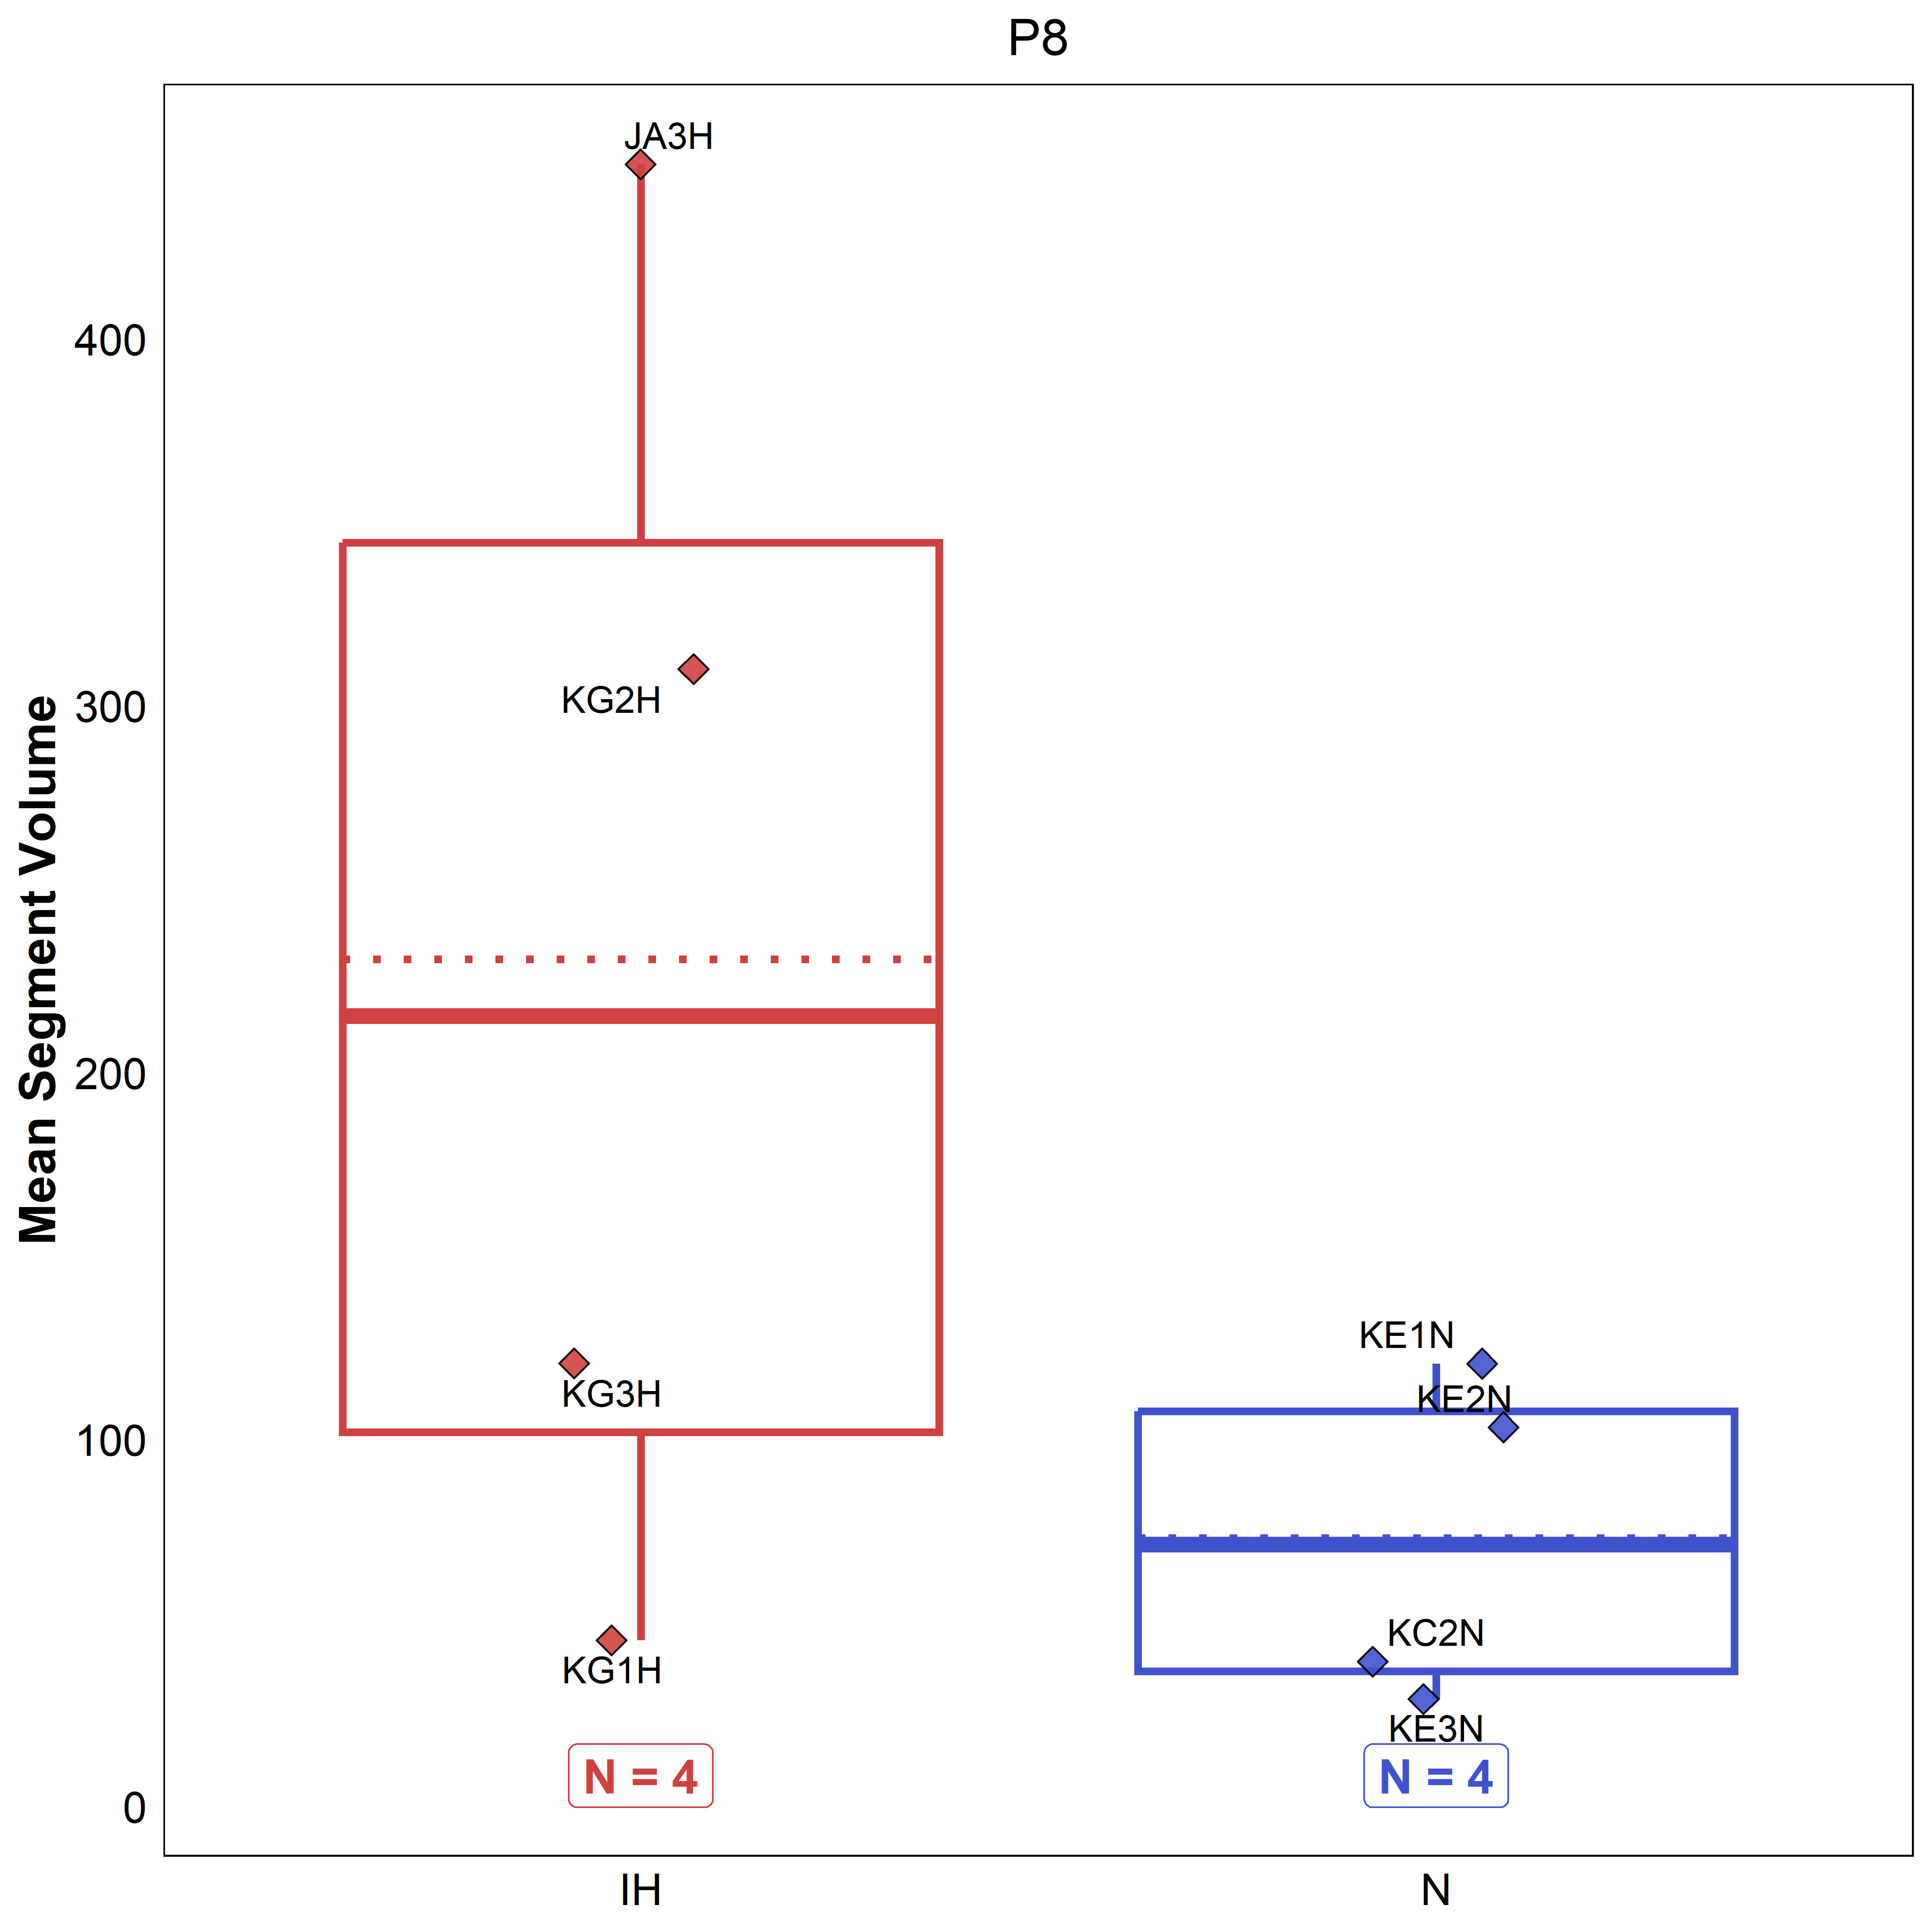 P8
Mean Segment Volume
400
300
200
100
0
JA3H
KG2H
KG3H
KG1H
KE1N
KE2N
KC2N
KE3N
N = 4
N = 4
IH
N